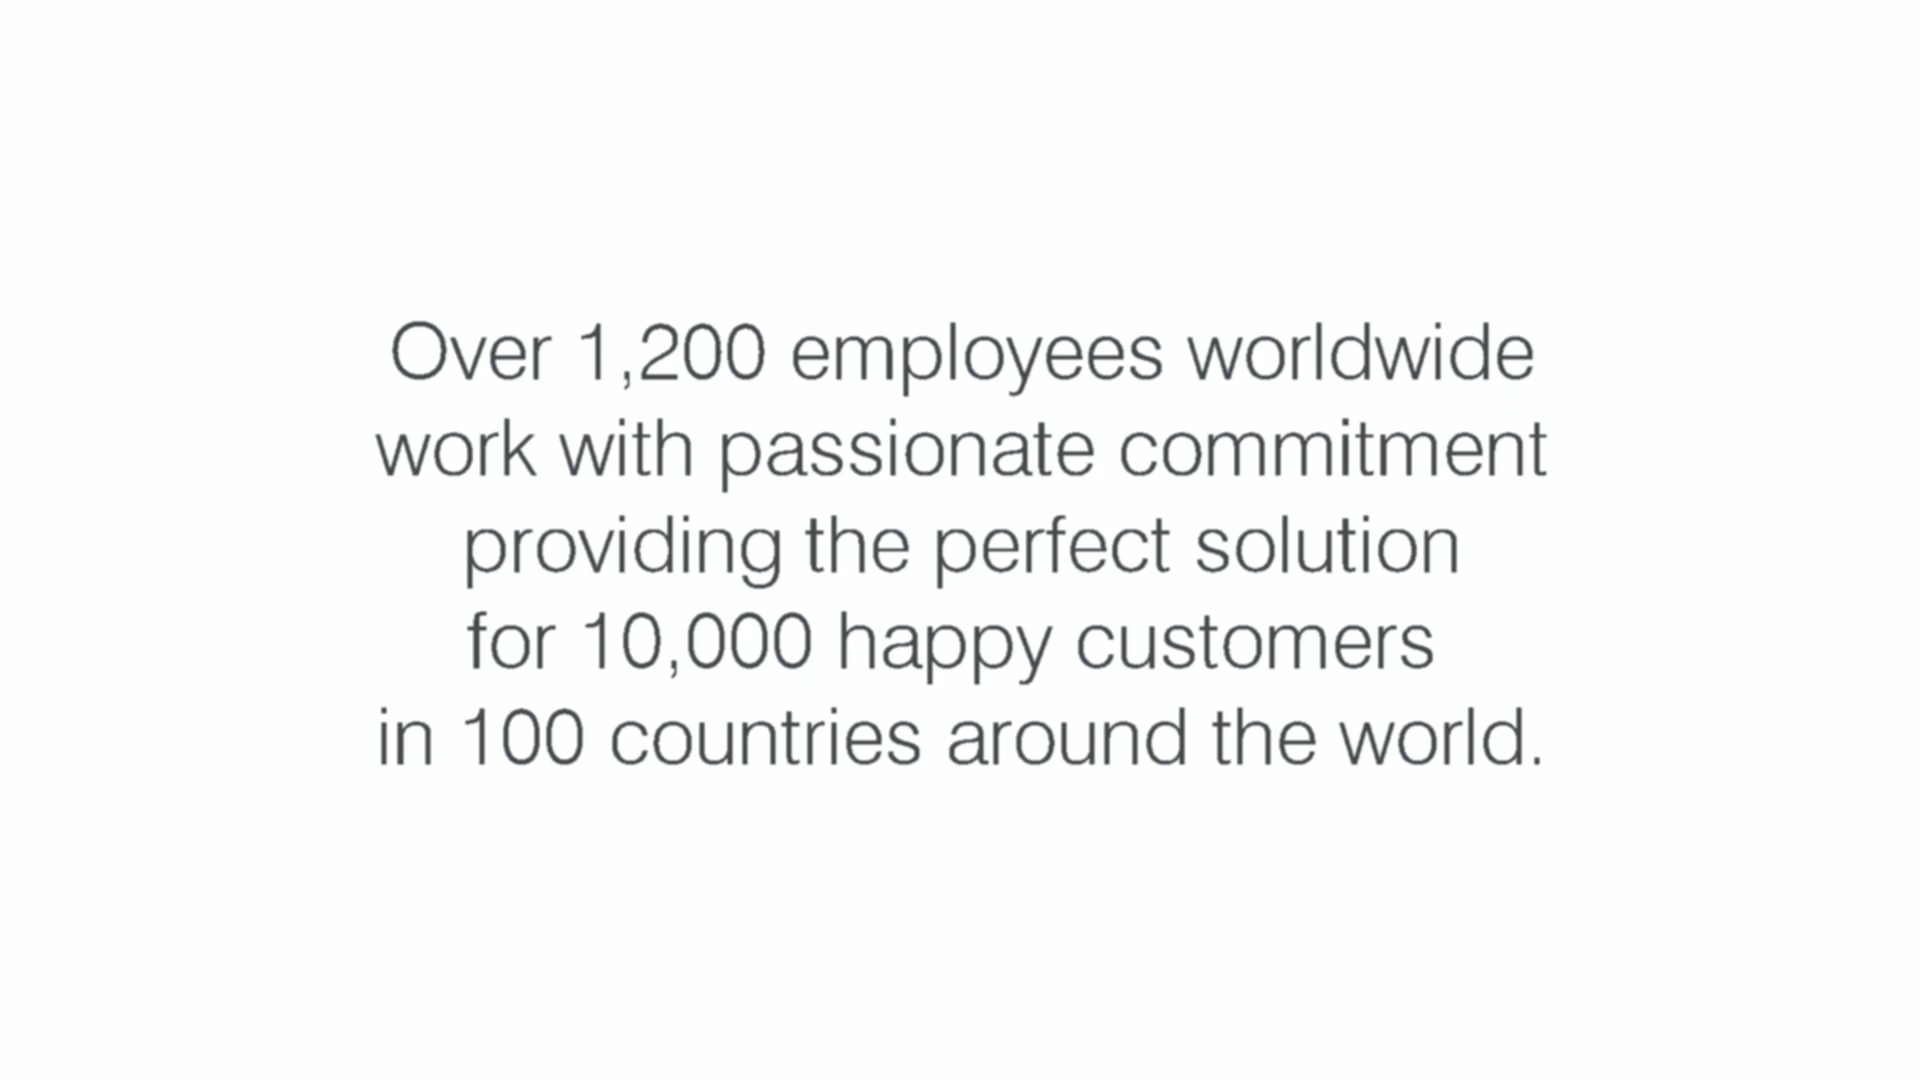 Over 1,200 employees worldwide
work with passionate commitment
providing the perfect solution
for 10,000 happy customers
in 100 countries around the world.